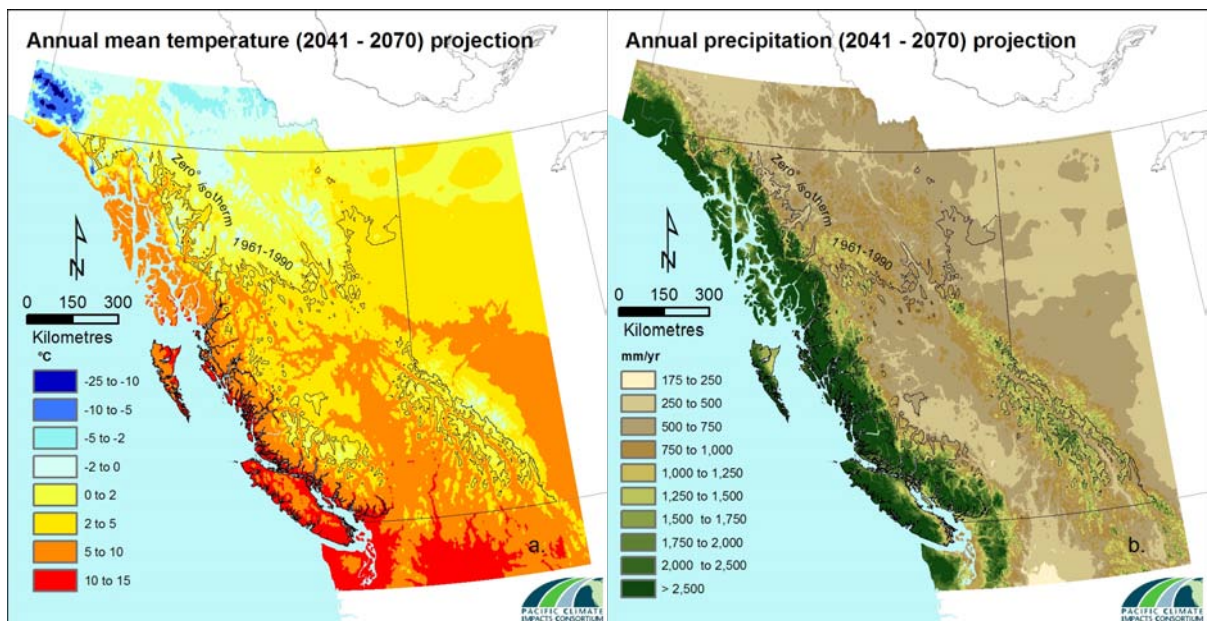 Annual mean temperature (2041 - 2070) projection
Zero° isotherm
1961-1990
N
0 150 300
Kilometres
°C
-25 to -10
-10 to -5
-5 to -2
-2 to 0
0 to 2
2 to 5
5 to 10
10 to 15
a.
PACIFIC CLIMATE
IMPACTS CONSORTIUM
Annual precipitation (2041 - 2070) projection
Zero° isotherm
1961-1990
N
0 150 300
Kilometres
mm/yr
175 to 250
250 to 500
500 to 750
750 to 1,000
1,000 to 1,250
1,250 to 1,500
1,500 to 1,750
1,750 to 2,000
2,000 to 2,500
> 2,500
b.
PACIFIC CLIMATE
IMPACTS CONSORTIUM